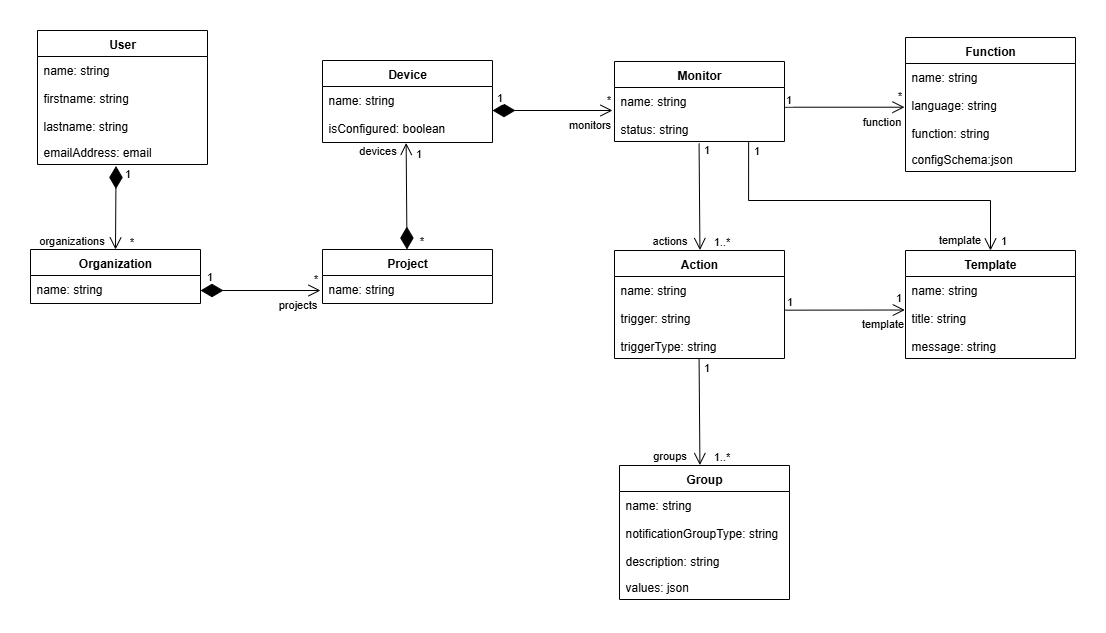 User
name: string
firstname: string
lastname: string
emailAddress: email
1
organizations
*
Organization
name: string
1
*
projects
Project
name: string
*
devices
1
Device
name: string
isConfigured: boolean
1
*
monitors
Monitor
name: string
status: string
1
*
function
Function
name: string
language: string
function: string
configSchema:json
1
1
actions
1..*
template
1
Action
name: string
trigger: string
triggerType: string
1
1
template
Template
name: string
title: string
message: string
1
groups
1..*
Group
name: string
notificationGroupType: string
description: string
values: json